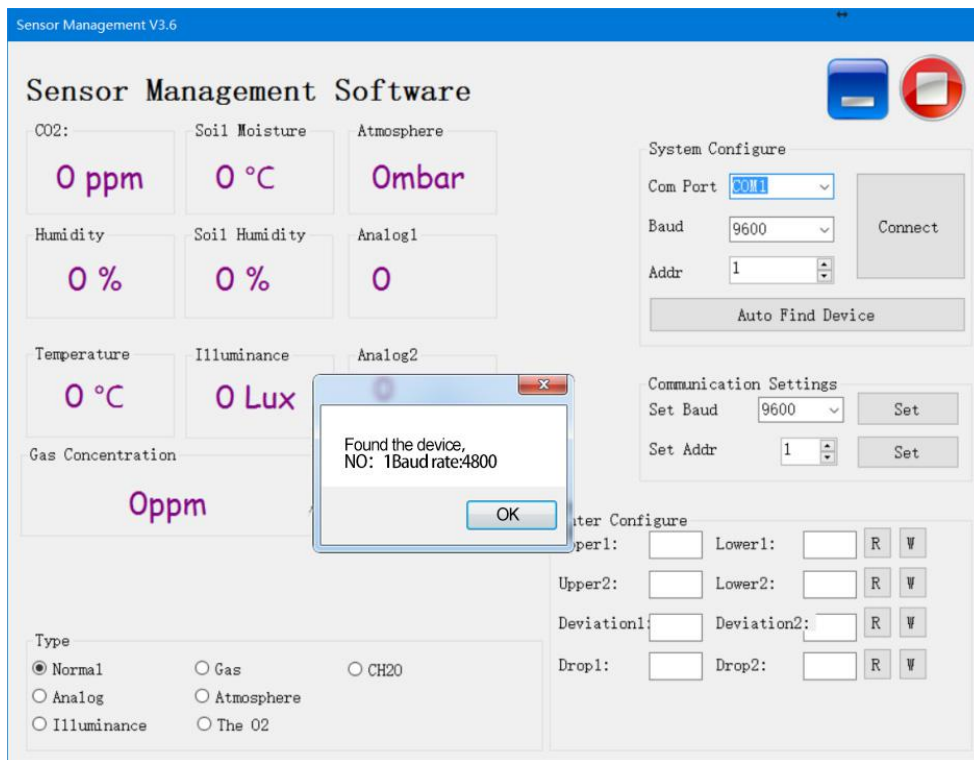 Sensor Management V3.6
Sensor Management Software
CO2:
0 ppm
Soil Moisture
0 °C
Atmosphere
0mbar
Humidity
0 %
Soil Humidity
0 %
Analog1
0
Temperature
0 °C
Illuminance
0 Lux
Analog2
0
Gas Concentration
0ppm
System Configure
Com Port COM1
Baud 9600
Addr 1
Connect
Auto Find Device
Communication Settings
Set Baud 9600 Set
Set Addr 1 Set
Found the device,
NO: 1Baud rate:4800
OK
Configure
Lower1: R W
Upper2: Lower2: R W
Deviation1: Deviation2: R W
Drop1: Drop2: R W
Type
Normal Gas CH2O
Analog Atmosphere
Illuminance The O2